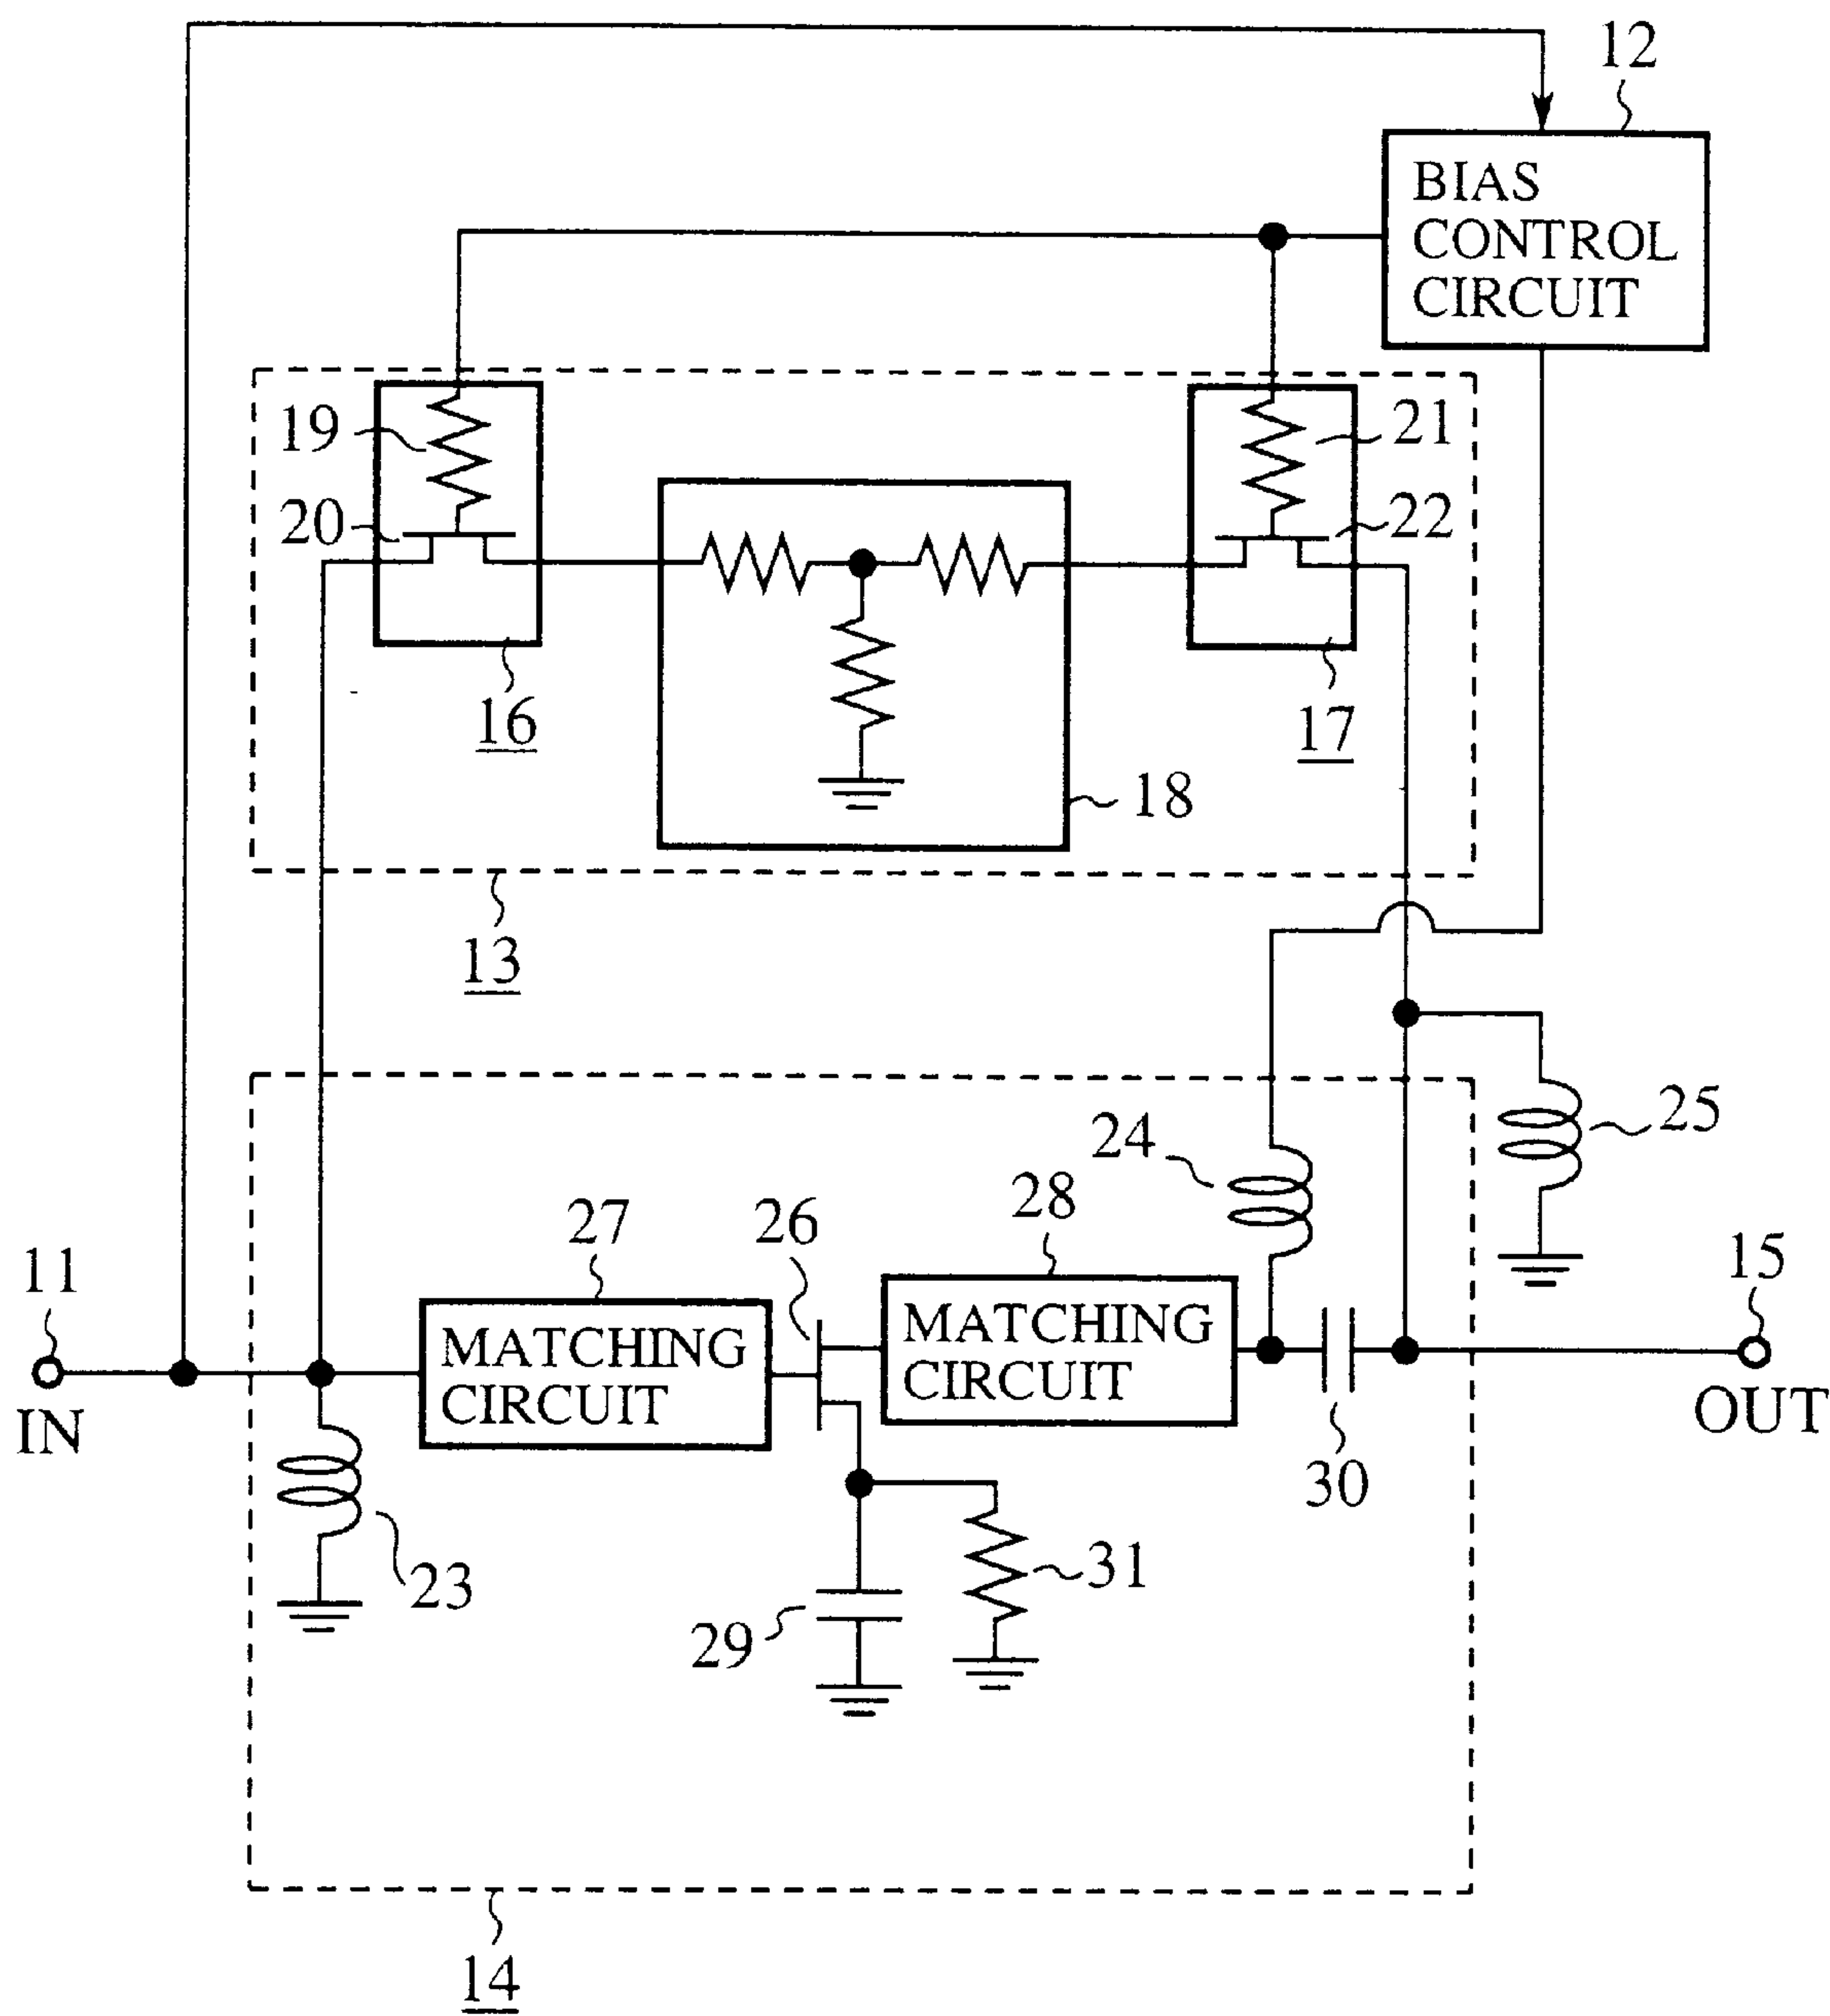 12
BIAS
CONTROL
CIRCUIT
19
21
20
22
16
17
18
13
25
24
28
26
27
11
15
MATCHING
CIRCUIT
MATCHING
CIRCUIT
IN
OUT
30
23
31
29
14